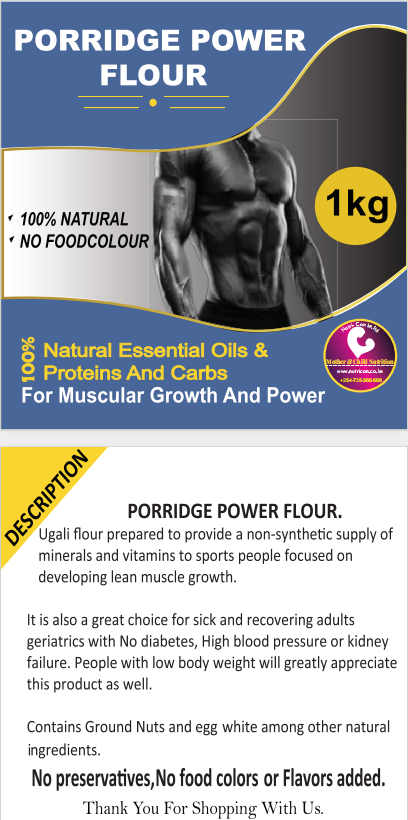 PORRIDGE POWER
FLOUR
100% NATURAL
NO FOODCOLOUR
1kg
100%
Natural Essential Oils &
Proteins And Carbs
For Muscular Growth And Power
Mother & Child Nutrition
www.nutricon.co.ke
DESCRIPTION
PORRIDGE POWER FLOUR.
Ugali flour prepared to provide a non-synthetic supply of
minerals and vitamins to sports people focused on
developing lean muscle growth.
It is also a great choice for sick and recovering adults
geriatrics with No diabetes, High blood pressure or kidney
failure. People with low body weight will greatly appreciate
this product as well.
Contains Ground Nuts and egg white among other natural
ingredients.
No preservatives,No food colors or Flavors added.
Thank You For Shopping With Us.